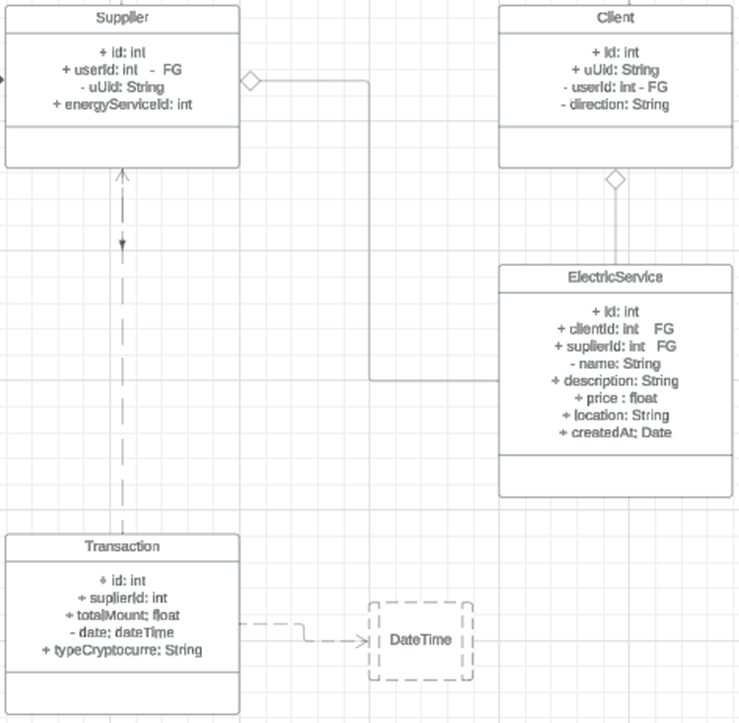 Supplier
+ id: int
+ userId: int - FG
- uUid: String
+ energyServiceId: int
Client
+ id: int
+ uUid: String
- userId: int - FG
- direction: String
ElectricService
+ id: int
+ clientId: int FG
+ suplierId: int FG
- name: String
+ description: String
+ price : float
+ location: String
+ createdAt; Date
Transaction
+ id: int
+ suplierId: int
+ totalMount; float
- date; dateTime
+ typeCryptocurre; String
DateTime